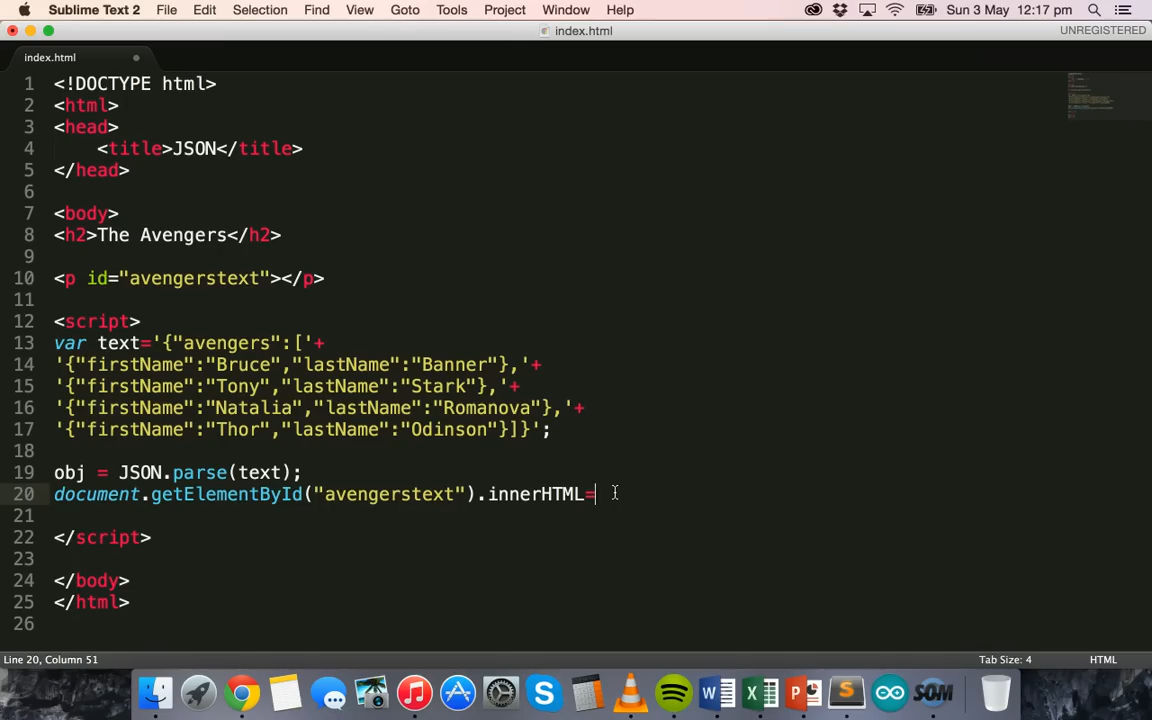 Sublime Text 2 File Edit Selection Find View Goto Tools Project Window Help Sun 3 May 12:17 pm
index.html UNREGISTERED
index.html
1 <!DOCTYPE html>
2 <html>
3 <head>
4 <title>JSON</title>
5 </head>
6
7 <body>
8 <h2>The Avengers</h2>
9
10 <p id="avengerstext"></p>
11
12 <script>
13 var text='{"avengers":['+
14 '{"firstName":"Bruce","lastName":"Banner"},'+
15 '{"firstName":"Tony","lastName":"Stark"},'+
16 '{"firstName":"Natalia","lastName":"Romanova"},'+
17 '{"firstName":"Thor","lastName":"Odinson"}]}';
18
19 obj = JSON.parse(text);
20 document.getElementById("avengerstext").innerHTML=
21
22 </script>
23
24 </body>
25 </html>
26
Line 20, Column 51 Tab Size: 4 HTML
SOM